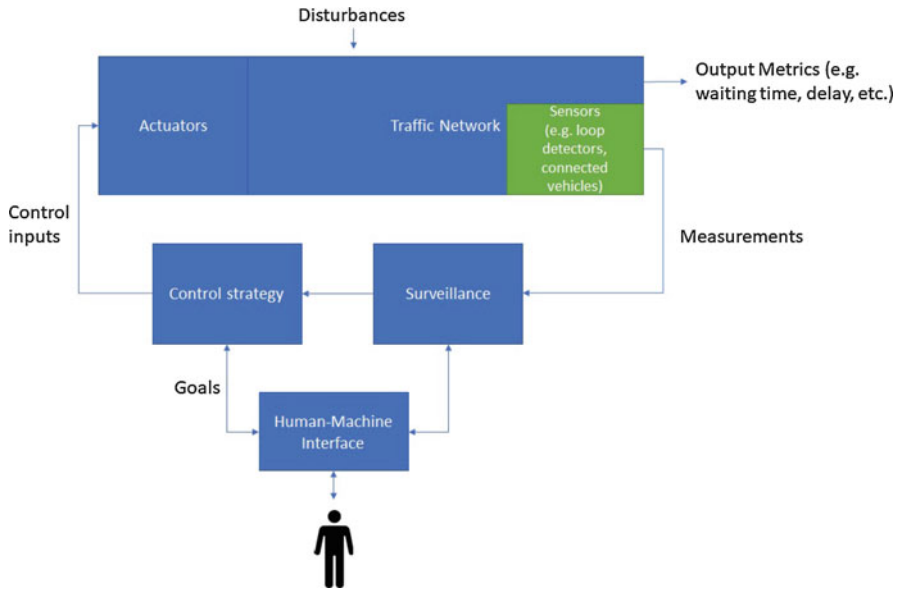 Disturbances
Output Metrics (e.g.
waiting time, delay, etc.)
Actuators
Traffic Network
Sensors
(e.g. loop
detectors,
connected
vehicles)
Control
inputs
Measurements
Control strategy
Surveillance
Goals
Human-Machine
Interface